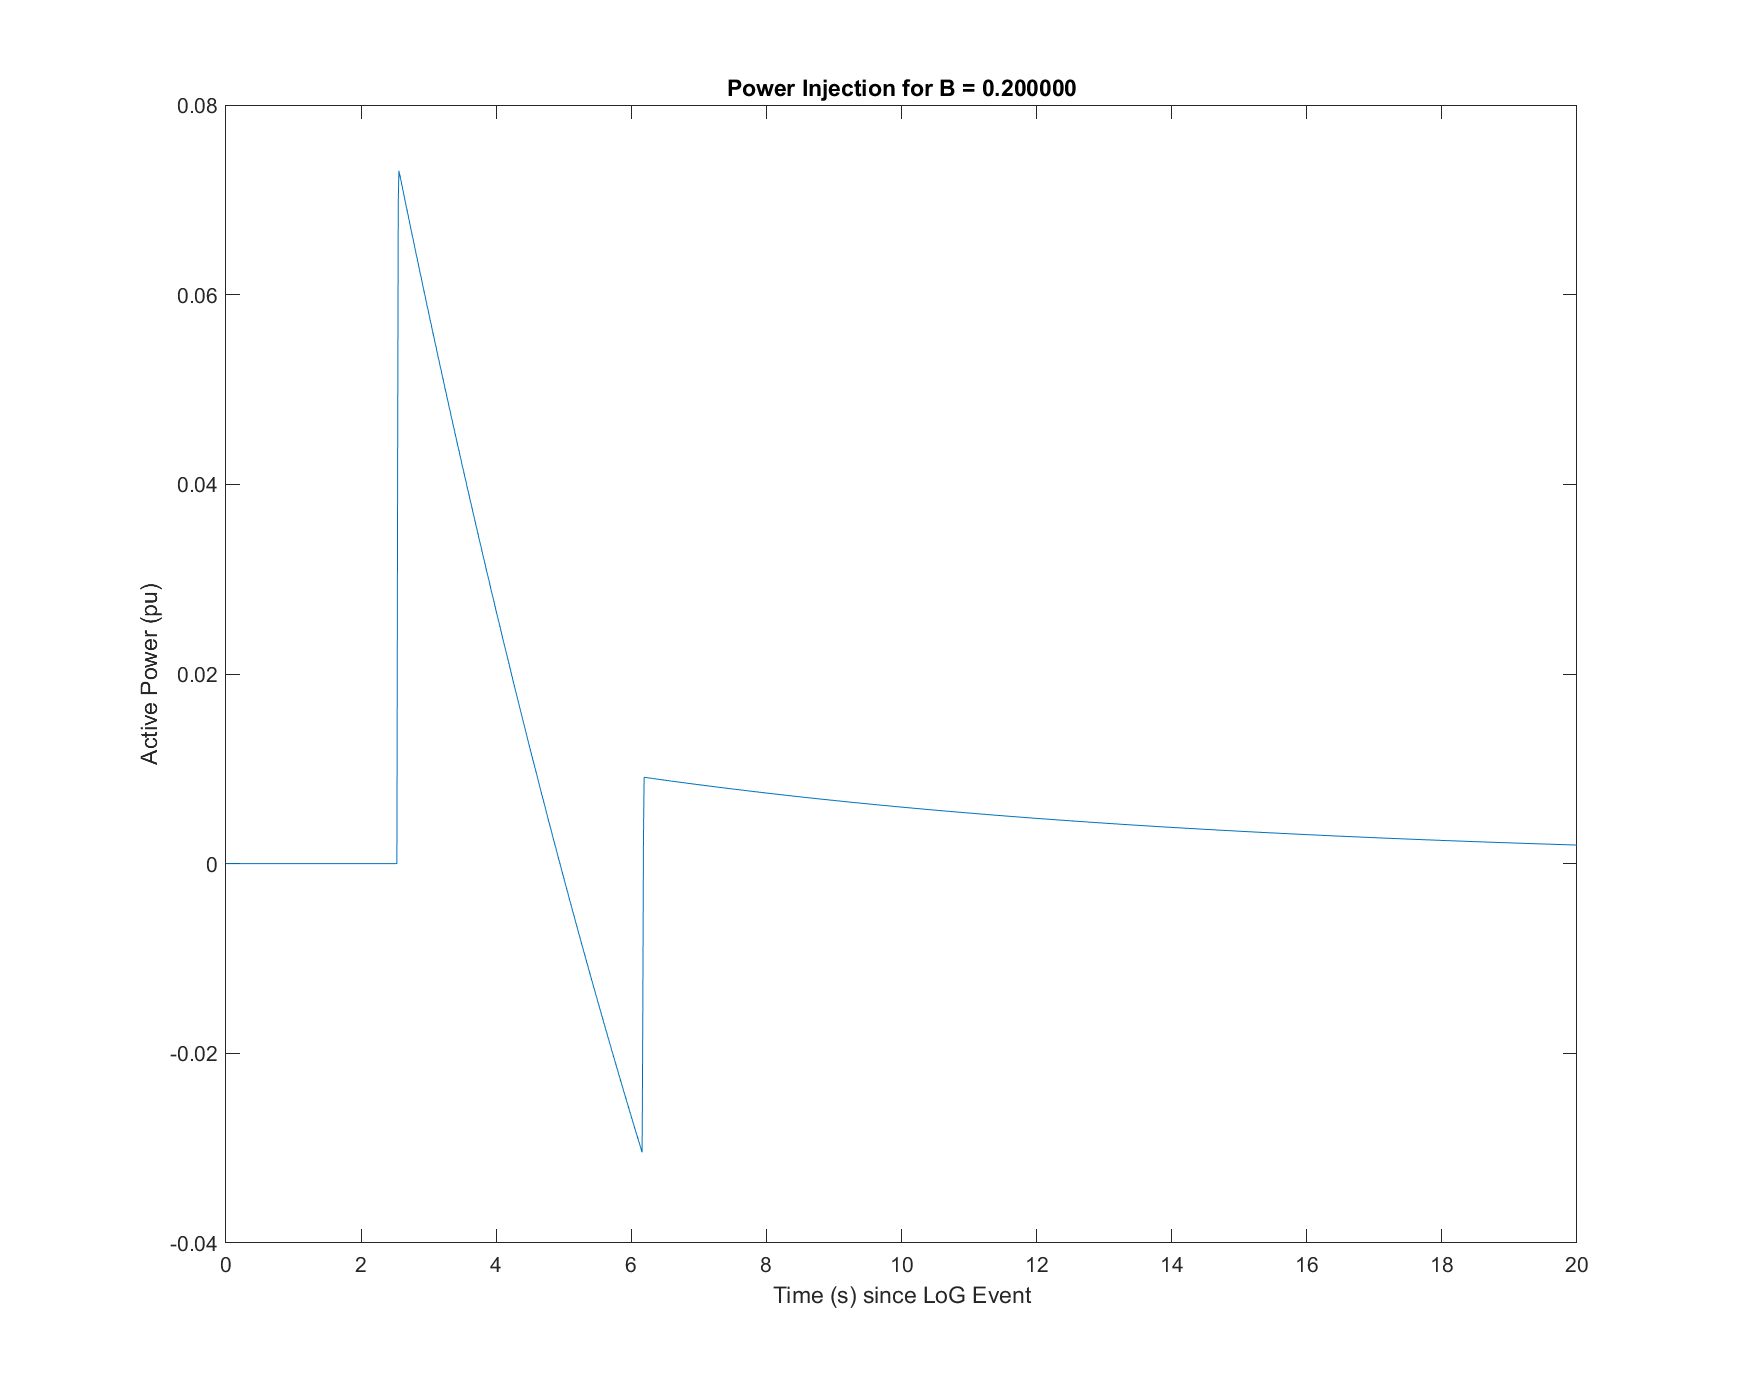 Power Injection for B = 0.200000
0.08
0.06
0.04
0.02
0
-0.02
-0.04
Active Power (pu)
0 2 4 6 8 10 12 14 16 18 20
Time (s) since LoG Event